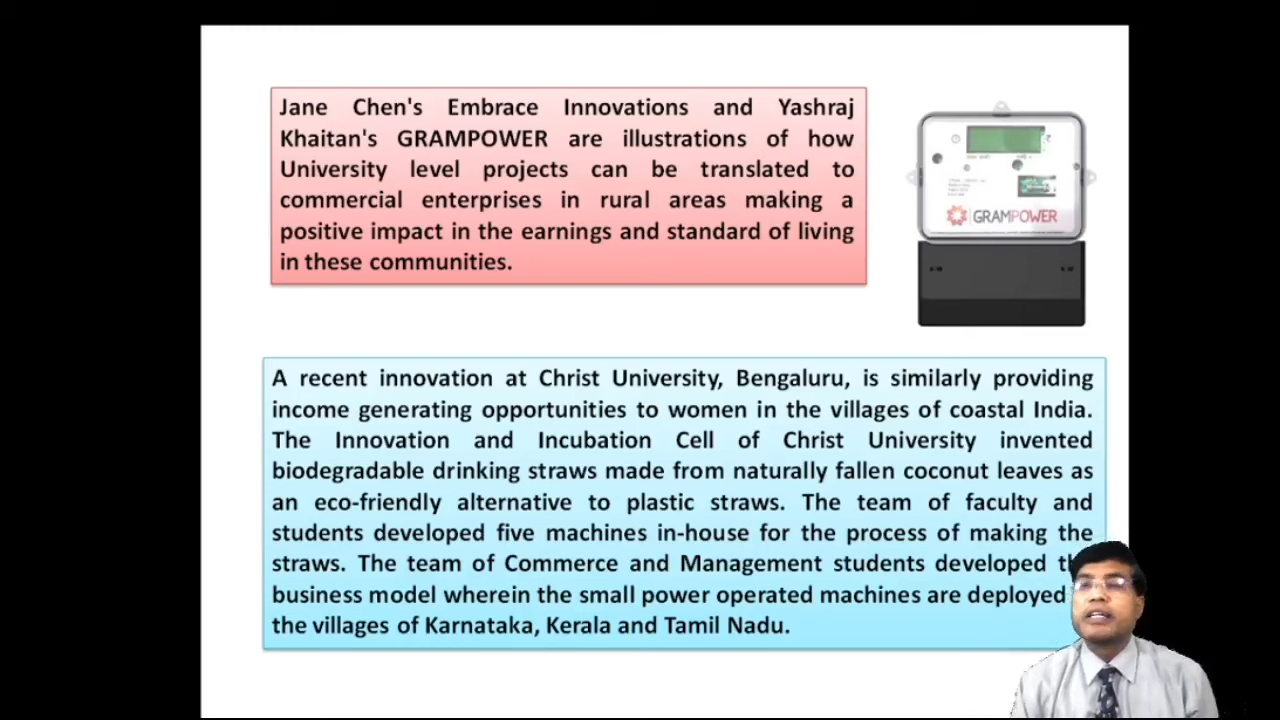 Jane Chen's Embrace Innovations and Yashraj
Khaitan's GRAMPOWER are illustrations of how
University level projects can be translated to
commercial enterprises in rural areas making a
positive impact in the earnings and standard of living
in these communities.
GRAMPOWER
A recent innovation at Christ University, Bengaluru, is similarly providing
income generating opportunities to women in the villages of coastal India.
The Innovation and Incubation Cell of Christ University invented
biodegradable drinking straws made from naturally fallen coconut leaves as
an eco-friendly alternative to plastic straws. The team of faculty and
students developed five machines in-house for the process of making the
straws. The team of Commerce and Management students developed
business model wherein the small power operated machines are deployed
the villages of Karnataka, Kerala and Tamil Nadu.